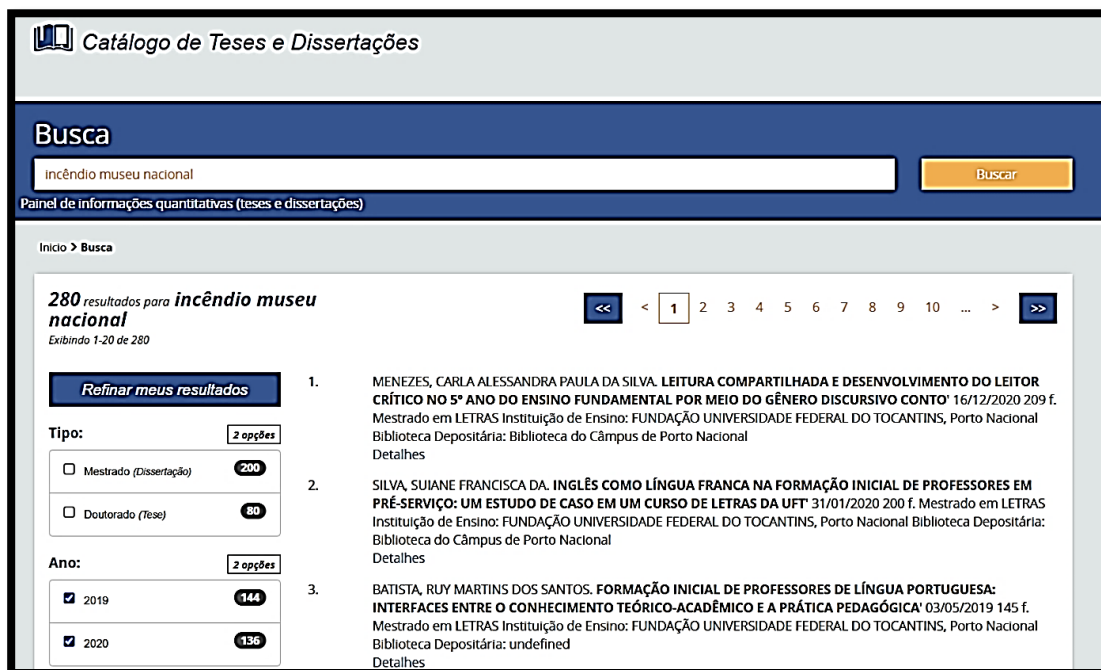 Catálogo de Teses e Dissertações
Busca
incêndio museu nacional
Buscar
Painel de informações quantitativas (teses e dissertações)
Inicio > Busca
280 resultados para incêndio museu
nacional
Exibindo 1-20 de 280
<< < 1 2 3 4 5 6 7 8 9 10 ... > >>
Refinar meus resultados
Tipo: 2 opções
Mestrado (Dissertação) 200
Doutorado (Tese) 80
Ano: 2 opções
2019 144
2020 136
1. MENEZES, CARLA ALESSANDRA PAULA DA SILVA. LEITURA COMPARTILHADA E DESENVOLVIMENTO DO LEITOR
CRÍTICO NO 5º ANO DO ENSINO FUNDAMENTAL POR MEIO DO GÊNERO DISCURSIVO CONTO' 16/12/2020 209 f.
Mestrado em LETRAS Instituição de Ensino: FUNDAÇÃO UNIVERSIDADE FEDERAL DO TOCANTINS, Porto Nacional
Biblioteca Depositária: Biblioteca do Câmpus de Porto Nacional
Detalhes
2. SILVA, SUIANE FRANCISCA DA. INGLÊS COMO LÍNGUA FRANCA NA FORMAÇÃO INICIAL DE PROFESSORES EM
PRÉ-SERVIÇO: UM ESTUDO DE CASO EM UM CURSO DE LETRAS DA UFT' 31/01/2020 200 f. Mestrado em LETRAS
Instituição de Ensino: FUNDAÇÃO UNIVERSIDADE FEDERAL DO TOCANTINS, Porto Nacional Biblioteca Depositária:
Biblioteca do Câmpus de Porto Nacional
Detalhes
3. BATISTA, RUY MARTINS DOS SANTOS. FORMAÇÃO INICIAL DE PROFESSORES DE LÍNGUA PORTUGUESA:
INTERFACES ENTRE O CONHECIMENTO TEÓRICO-ACADÊMICO E A PRÁTICA PEDAGÓGICA' 03/05/2019 145 f.
Mestrado em LETRAS Instituição de Ensino: FUNDAÇÃO UNIVERSIDADE FEDERAL DO TOCANTINS, Porto Nacional
Biblioteca Depositária: undefined
Detalhes